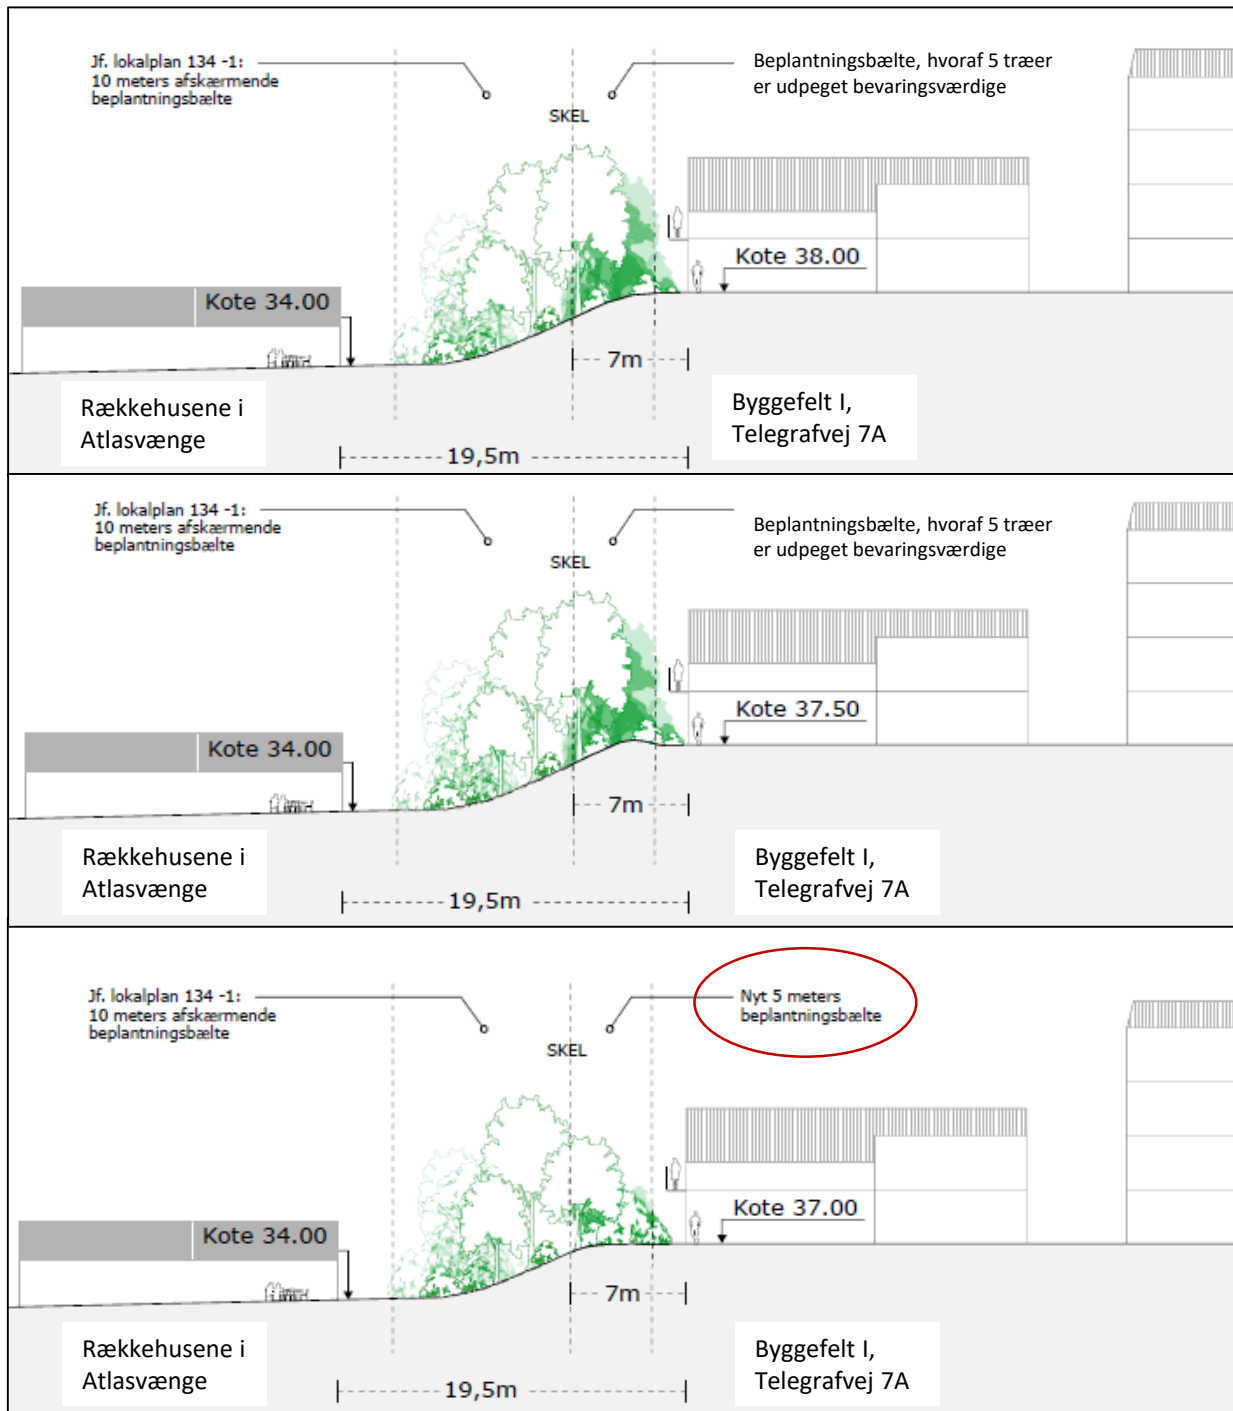 Jf. lokalplan 134 -1:
10 meters afskærmende
beplantningsbælte
Beplantningsbælte, hvoraf 5 træer
er udpeget bevaringsværdige
SKEL
Kote 38.00
Kote 34.00
7m
Rækkehusene i
Atlasvænge
Byggefelt I,
Telegrafvej 7A
19,5m
Jf. lokalplan 134 -1:
10 meters afskærmende
beplantningsbælte
Beplantningsbælte, hvoraf 5 træer
er udpeget bevaringsværdige
SKEL
Kote 37.50
Kote 34.00
7m
Rækkehusene i
Atlasvænge
Byggefelt I,
Telegrafvej 7A
19,5m
Jf. lokalplan 134 -1:
10 meters afskærmende
beplantningsbælte
Nyt 5 meters
beplantningsbælte
SKEL
Kote 37.00
Kote 34.00
7m
Rækkehusene i
Atlasvænge
Byggefelt I,
Telegrafvej 7A
19,5m